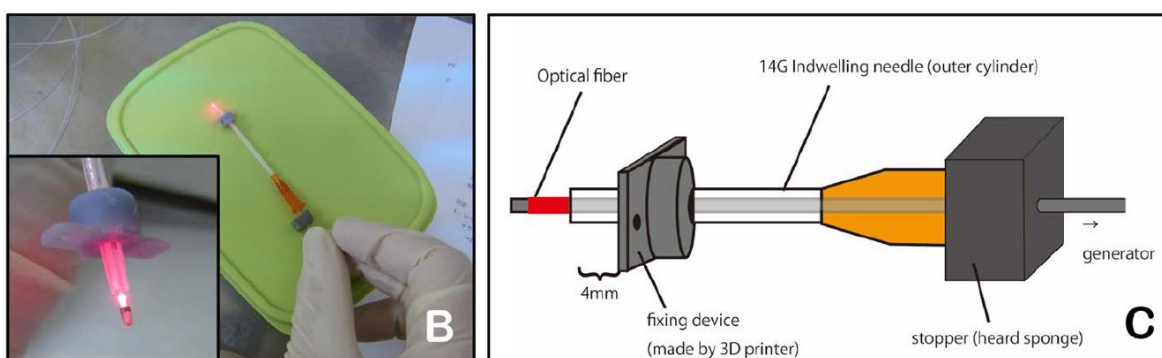 B
Optical fiber
14G Indwelling needle (outer cylinder)
4mm
fixing device
(made by 3D printer)
→
generator
stopper (heard sponge)
C